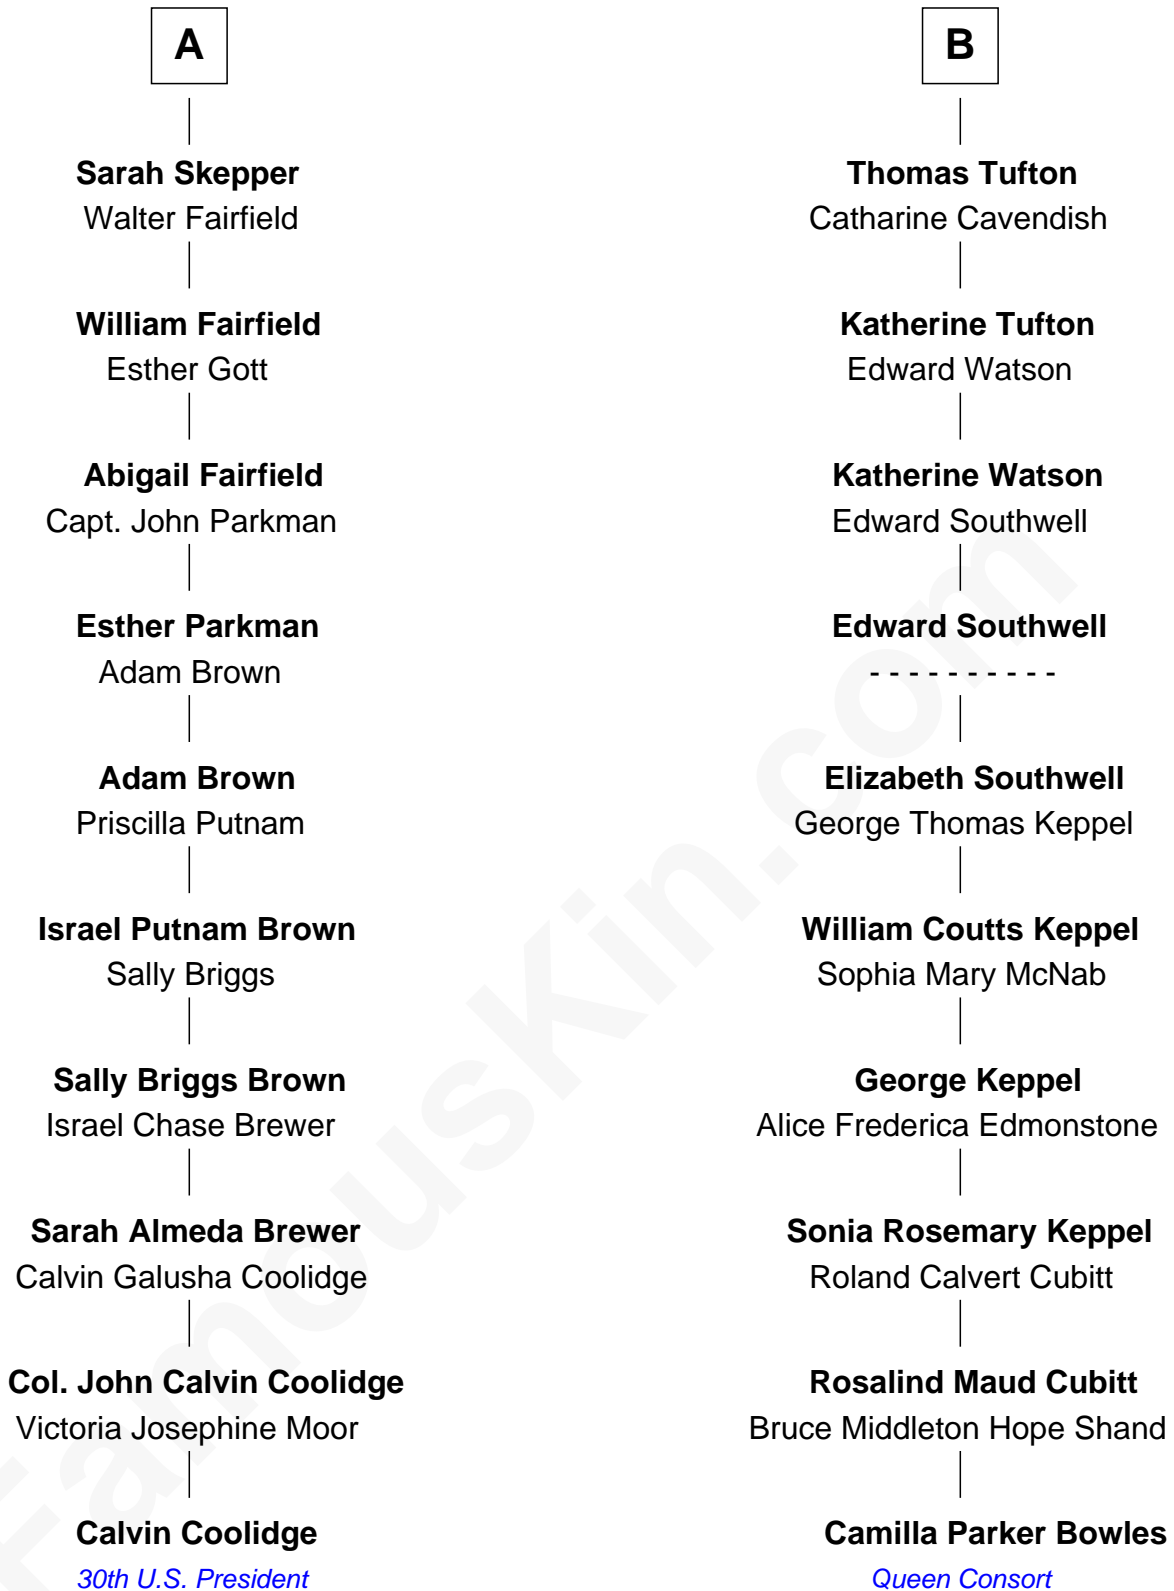 A
Sarah Skepper
Walter Fairfield
William Fairfield
Esther Gott
Abigail Fairfield
Capt. John Parkman
Esther Parkman
Adam Brown
Adam Brown
Priscilla Putnam
Israel Putnam Brown
Sally Briggs
Sally Briggs Brown
Israel Chase Brewer
Sarah Almeda Brewer
Calvin Galusha Coolidge
Col. John Calvin Coolidge
Victoria Josephine Moor
Calvin Coolidge
30th U.S. President
B
Thomas Tufton
Catharine Cavendish
Katherine Tufton
Edward Watson
Katherine Watson
Edward Southwell
Edward Southwell
- - - - - - - - - -
Elizabeth Southwell
George Thomas Keppel
William Coutts Keppel
Sophia Mary McNab
George Keppel
Alice Frederica Edmonstone
Sonia Rosemary Keppel
Roland Calvert Cubitt
Rosalind Maud Cubitt
Bruce Middleton Hope Shand
Camilla Parker Bowles
Queen Consort
FamousKin.com